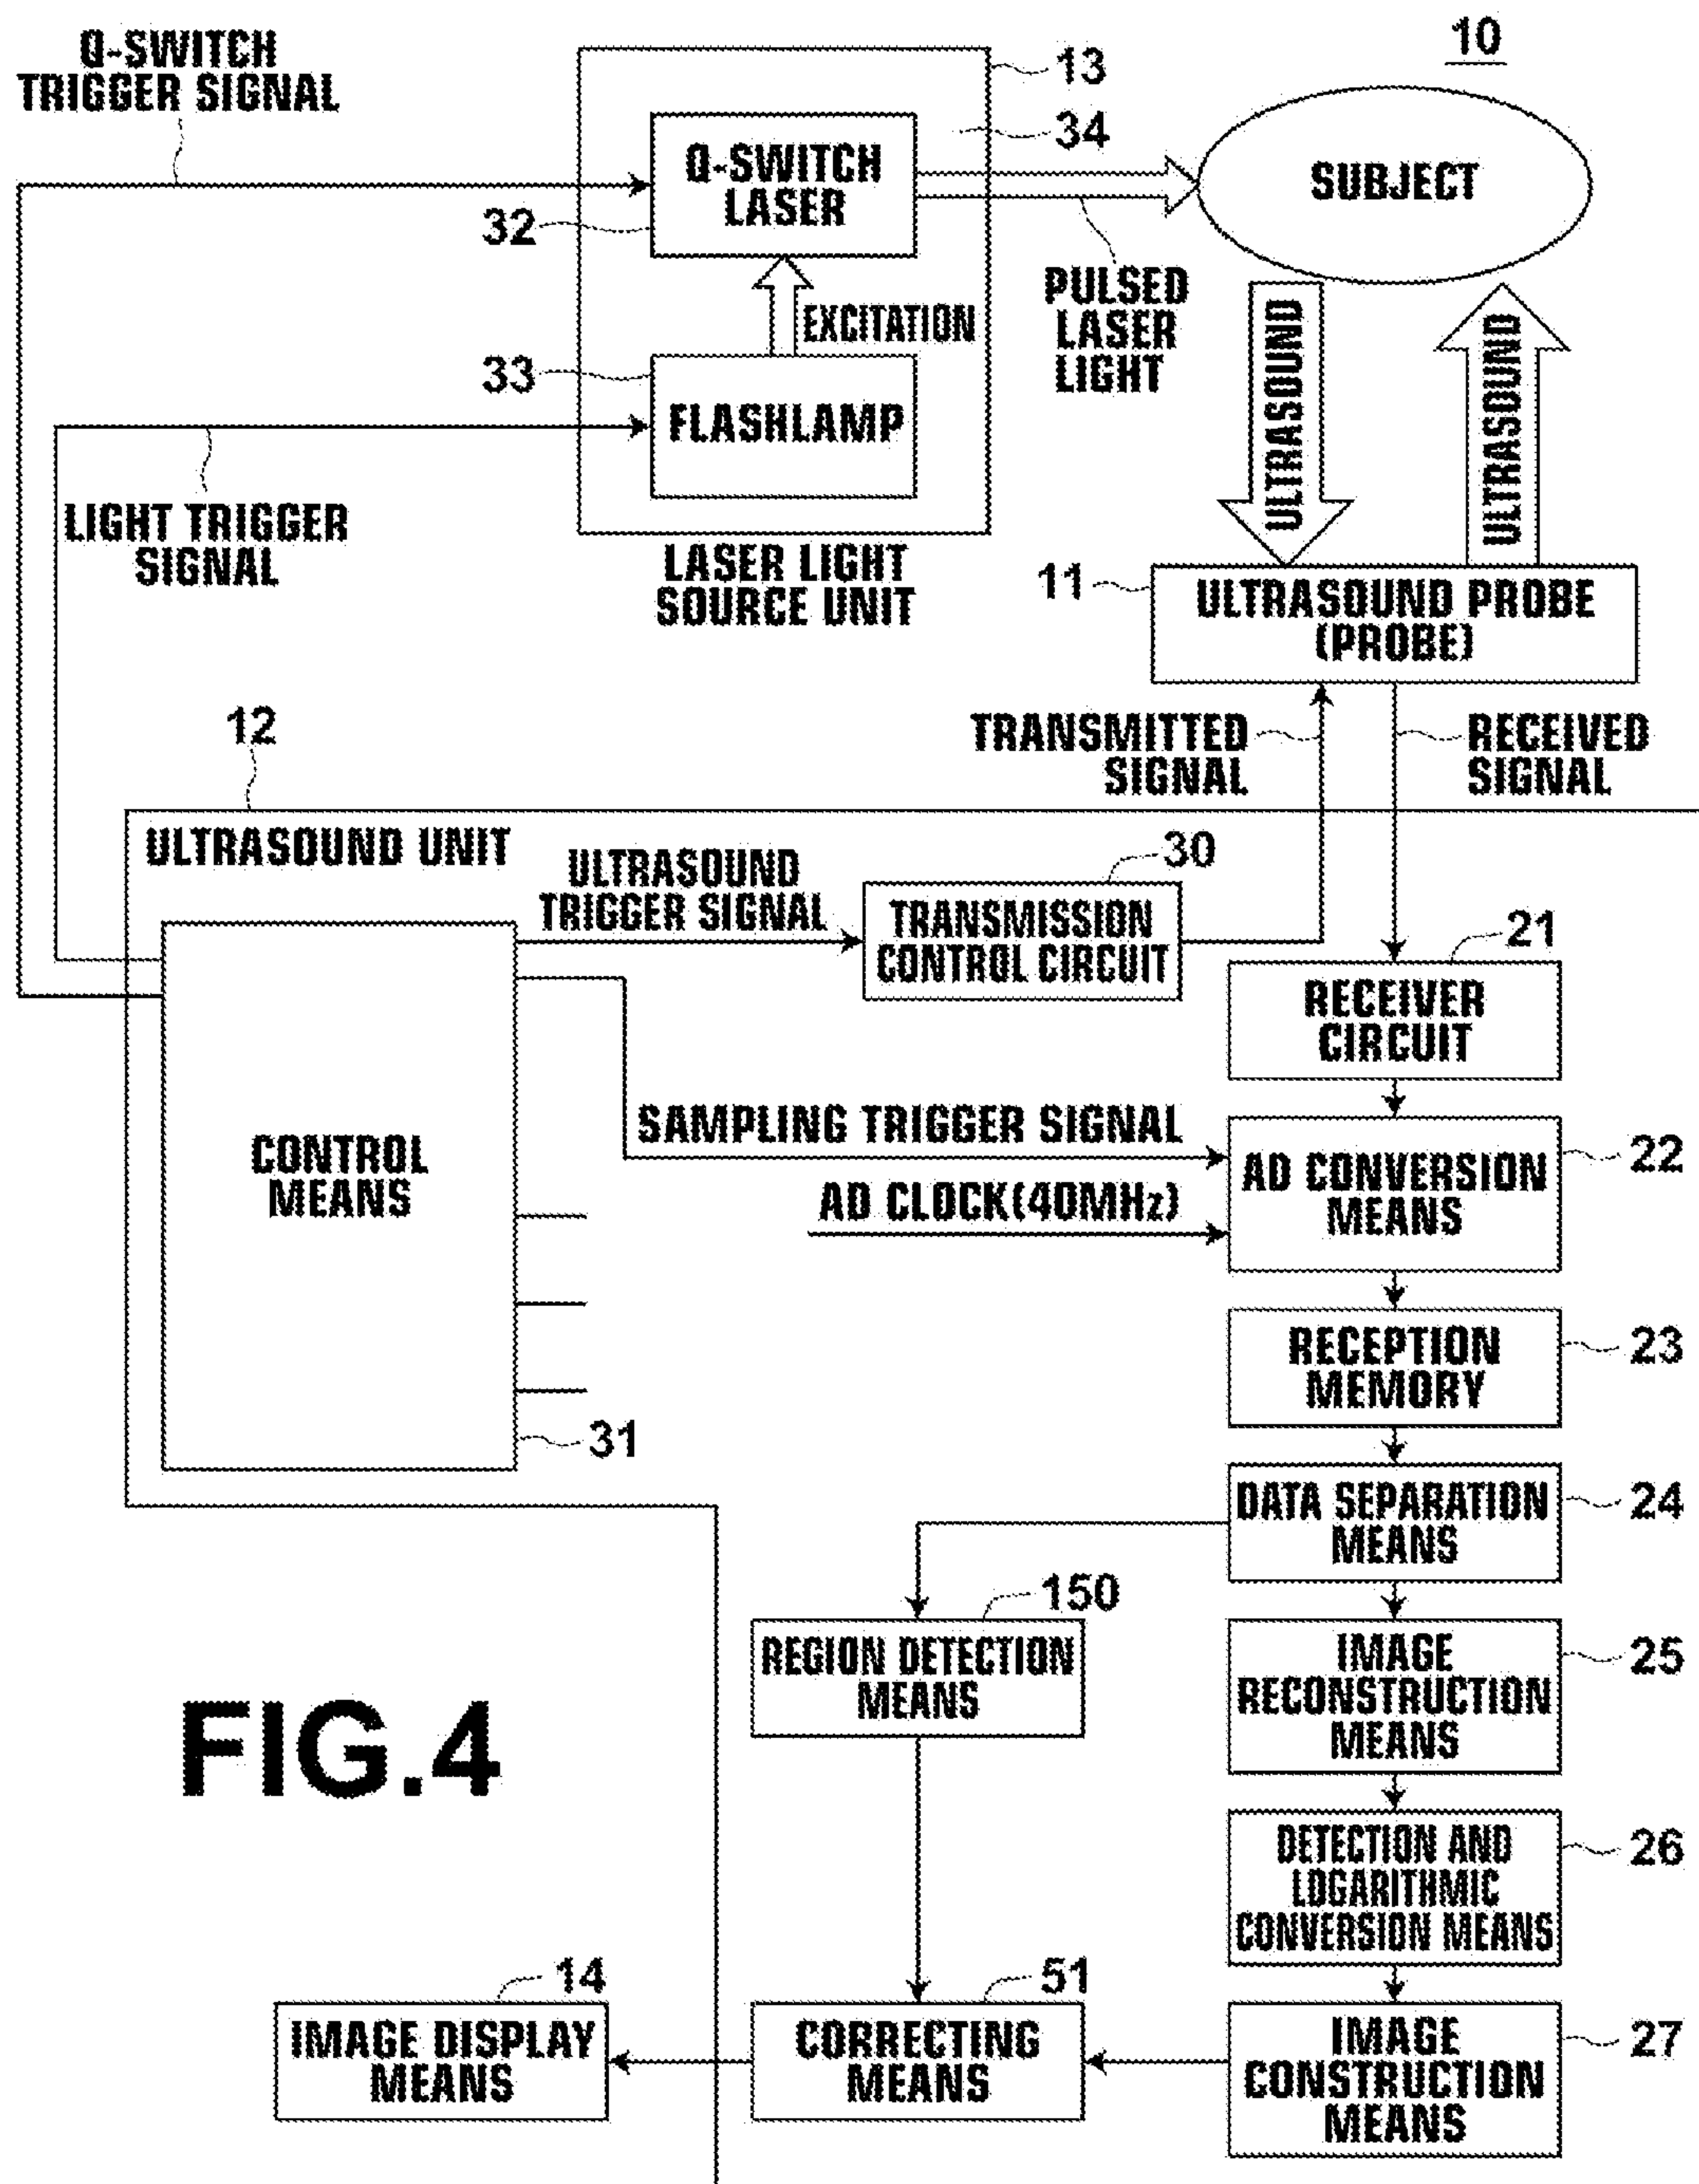 10
Q-SWITCH
TRIGGER SIGNAL
13
34
Q-SWITCH
LASER
32
SUBJECT
PULSED
LASER
LIGHT
EXCITATION
33
FLASHLAMP
ULTRASOUND
ULTRASOUND
LIGHT TRIGGER
SIGNAL
LASER LIGHT
SOURCE UNIT
11
ULTRASOUND PROBE
(PROBE)
12
TRANSMITTED
SIGNAL
RECEIVED
SIGNAL
ULTRASOUND UNIT
ULTRASOUND
TRIGGER SIGNAL
30
TRANSMISSION
CONTROL CIRCUIT
21
RECEIVER
CIRCUIT
CONTROL
MEANS
31
SAMPLING TRIGGER SIGNAL
AD CLOCK(40MHz)
AD CONVERSION
MEANS
22
RECEPTION
MEMORY
23
DATA SEPARATION
MEANS
24
150
REGION DETECTION
MEANS
IMAGE
RECONSTRUCTION
MEANS
25
FIG.4
DETECTION AND
LOGARITHMIC
CONVERSION MEANS
26
14
IMAGE DISPLAY
MEANS
51
CORRECTING
MEANS
IMAGE
CONSTRUCTION
MEANS
27